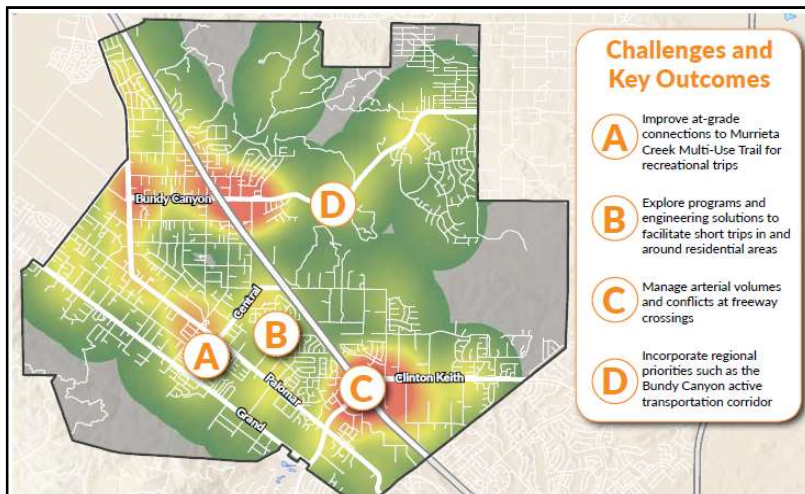 Challenges and
Key Outcomes
A
Improve at-grade
connections to Murrieta
Creek Multi-Use Trail for
recreational trips
B
Explore programs and
engineering solutions to
facilitate short trips in and
around residential areas
C
Manage arterial volumes
and conflicts at freeway
crossings
D
Incorporate regional
priorities such as the
Bundy Canyon active
transportation corridor
Bundy Canyon
D
Central
B
A
Palomar
C
Clinton Keith
Grand